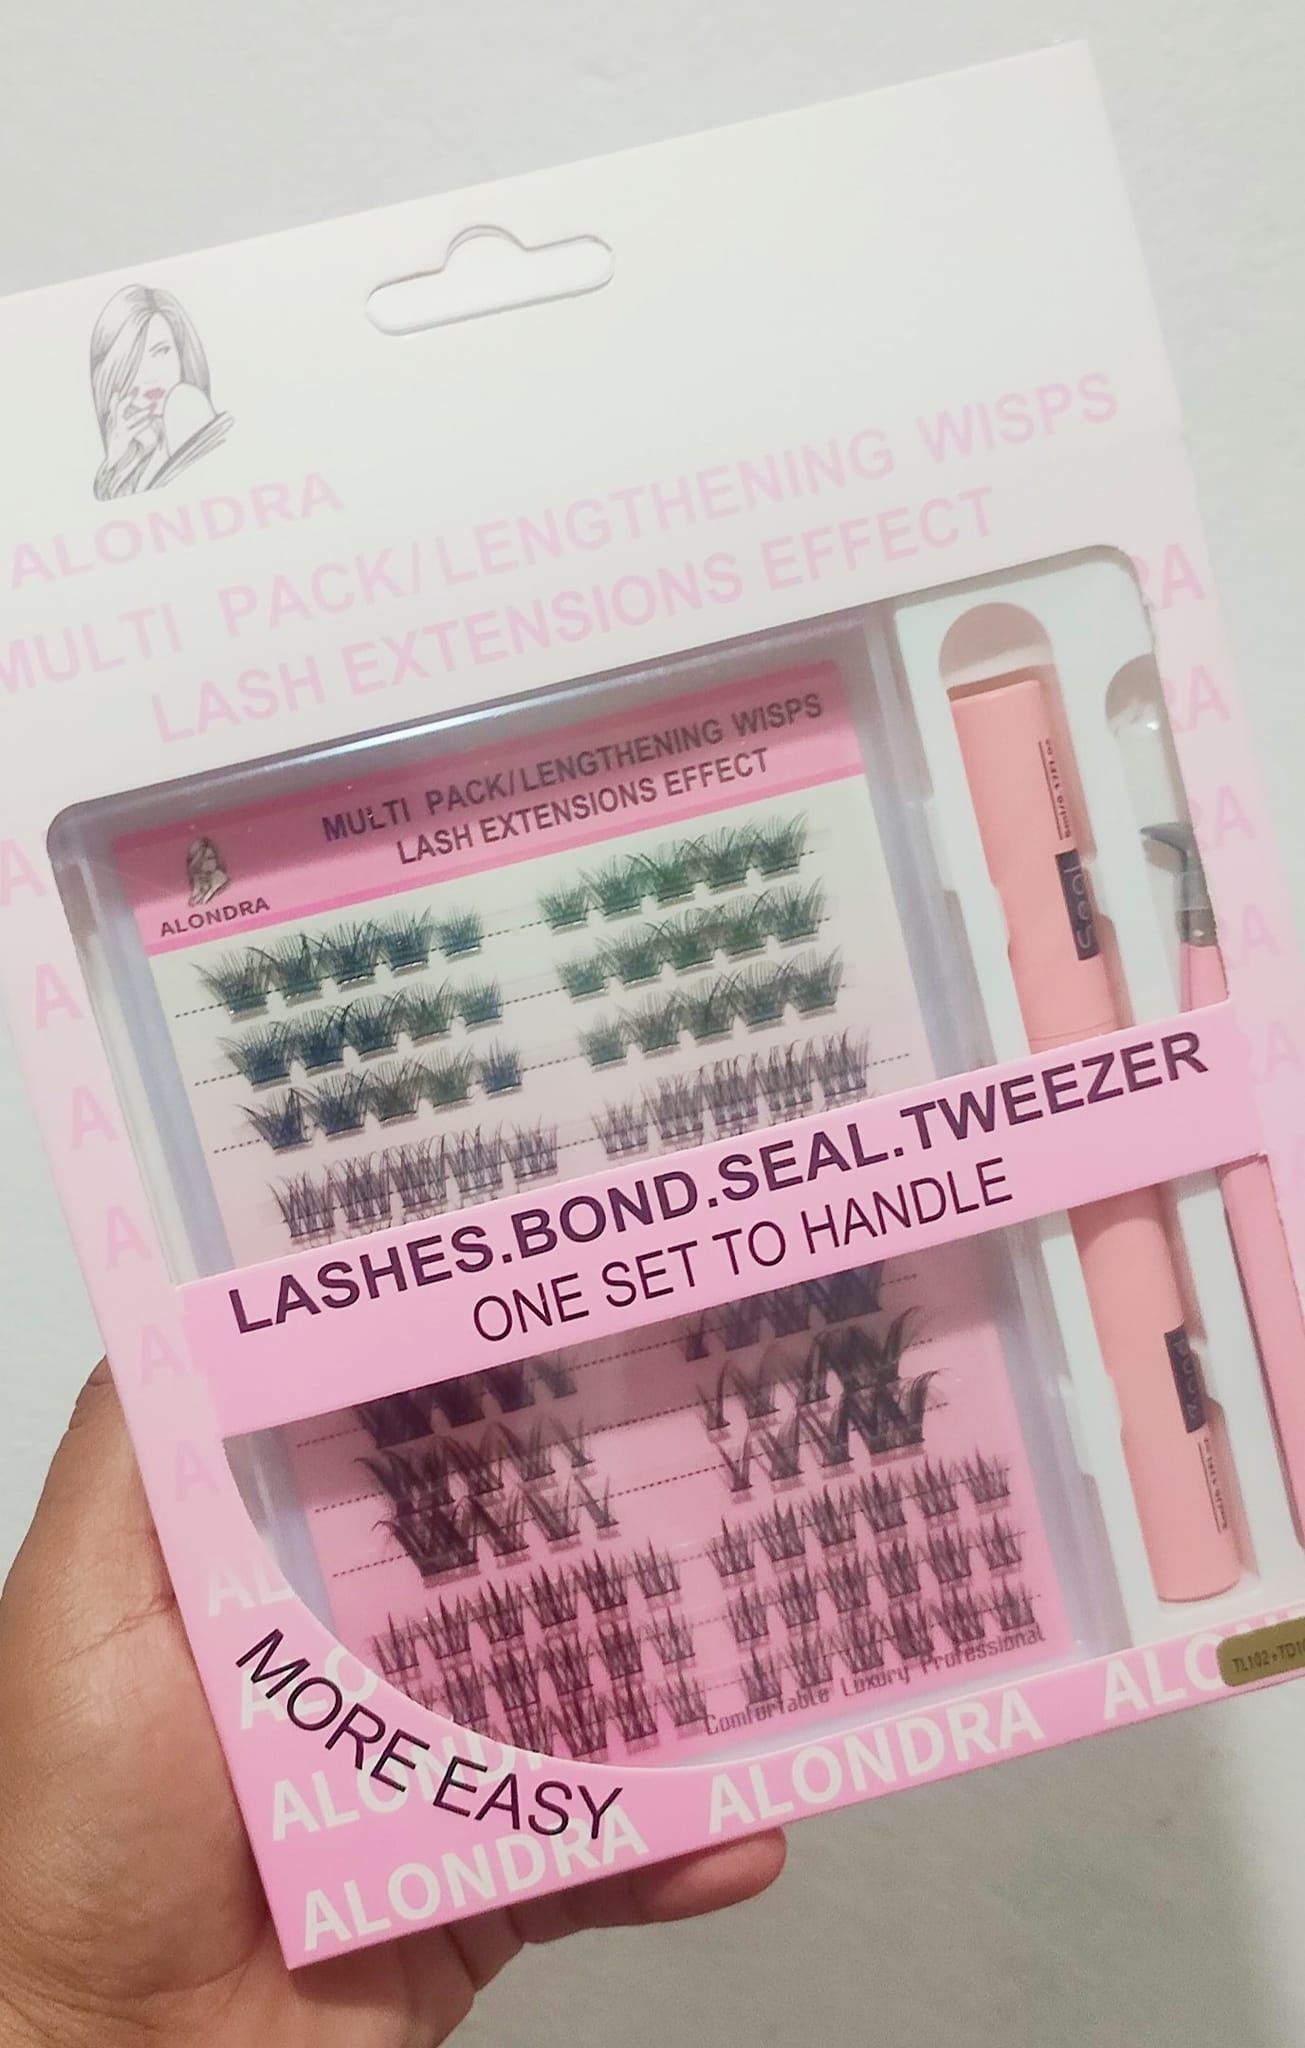 ALONDRA
MULTI PACK/LENGTHENING WISPS
LASH EXTENSIONS EFFECT
MULTI PACK/LENGTHENING WISPS
LASH EXTENSIONS EFFECT
ALONDRA
LASHES.BOND.SEAL.TWEEZER
ONE SET TO HANDLE
MORE EASY
Comfortable Luxury Professional
ALONDRA
ALONDRA
ALONDRA